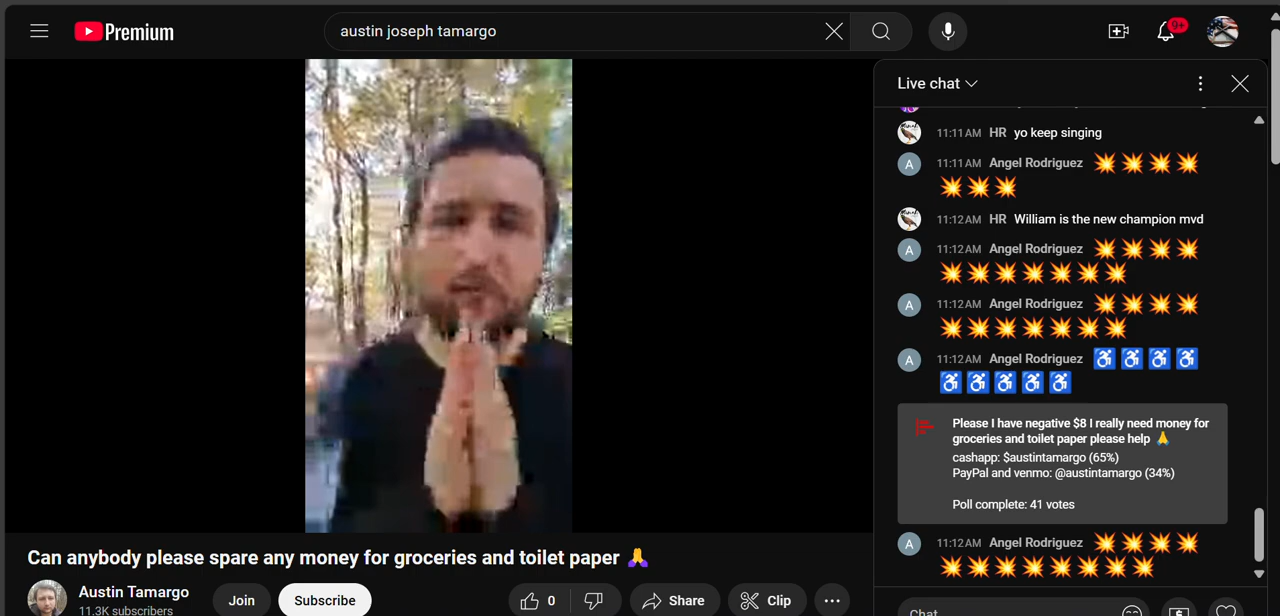 Premium
austin joseph tamargo
9+
Live chat
11:11 AM HR yo keep singing
A 11:11 AM Angel Rodriguez 💥💥💥💥
💥💥💥
11:12 AM HR William is the new champion mvd
A 11:12 AM Angel Rodriguez 💥💥💥💥
💥💥💥💥💥💥💥
A 11:12 AM Angel Rodriguez 💥💥💥💥
💥💥💥💥💥💥💥
A 11:12 AM Angel Rodriguez ♿♿♿♿
♿♿♿♿♿
Please I have negative $8 I really need money for
groceries and toilet paper please help 🙏
cashapp: $austintamargo (65%)
PayPal and venmo: @austintamargo (34%)
Poll complete: 41 votes
A 11:12 AM Angel Rodriguez 💥💥💥💥
💥💥💥💥💥💥💥💥💥
Chat
Can anybody please spare any money for groceries and toilet paper 🙏
Austin Tamargo
11.3K subscribers
Join
Subscribe
0
Share
Clip